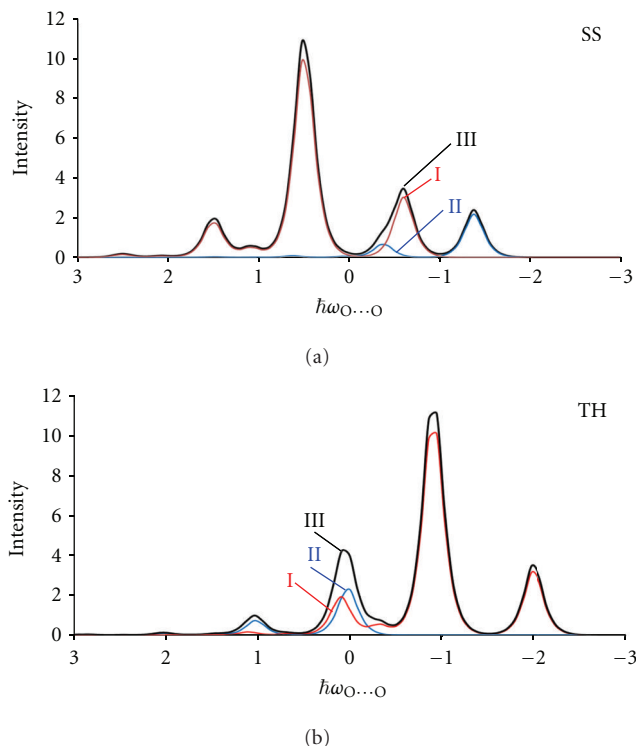 12
SS
10
8
Intensity
6
III
4
I
2
II
0
3 2 1 0 −1 −2 −3
ℏωO···O
(a)
12
TH
10
8
Intensity
6
III
4
II
2
I
0
3 2 1 0 −1 −2 −3
ℏωO···O
(b)